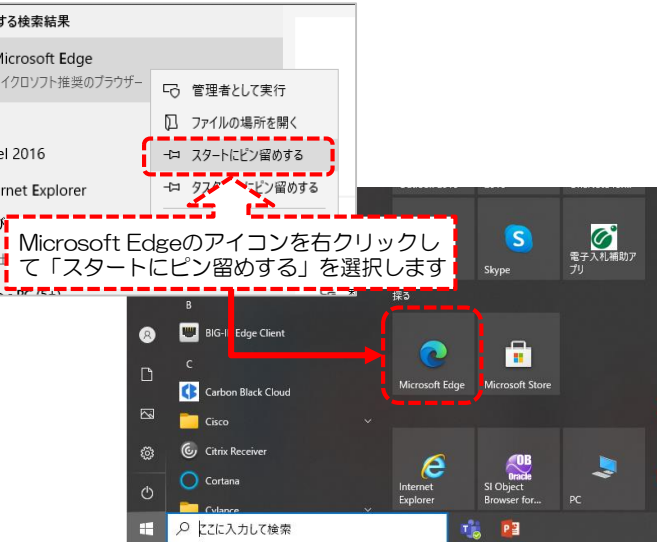 する検索結果
Microsoft Edge
イクロソフト推奨のブラウザー
管理者として実行
ファイルの場所を開く
el 2016
スタートにピン留めする
rnet Explorer
タス にピン留めする
Microsoft Edgeのアイコンを右クリックし
て「スタートにピン留めする」を選択します
Skype
電子入札補助ア
プリ
探る
B
BIG-I Edge Client
C
Carbon Black Cloud
Microsoft Edge
Microsoft Store
Cisco
Citrix Receiver
Cortana
Cylance
Internet
Explorer
OB
Oracle
SI Object
Browser for...
PC
ここに入力して検索